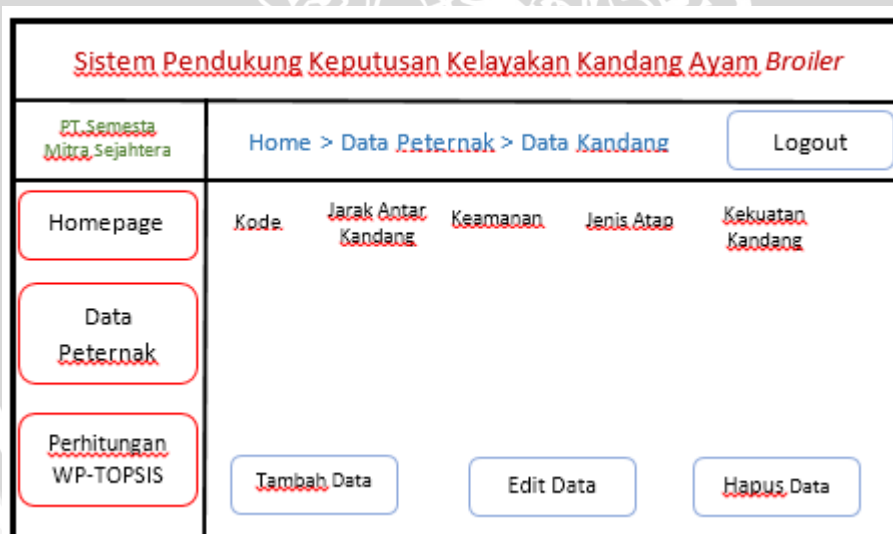 Sistem Pendukung Keputusan Kelayakan Kandang Ayam Broiler
PT.Semesta
Mitra Sejahtera
Home > Data Peternak > Data Kandang
Logout
Homepage
Kode
Jarak Antar
Kandang
Keamanan
Jenis Atap
Kekuatan
Kandang
Data
Peternak
Perhitungan
WP-TOPSIS
Tambah Data
Edit Data
Hapus Data